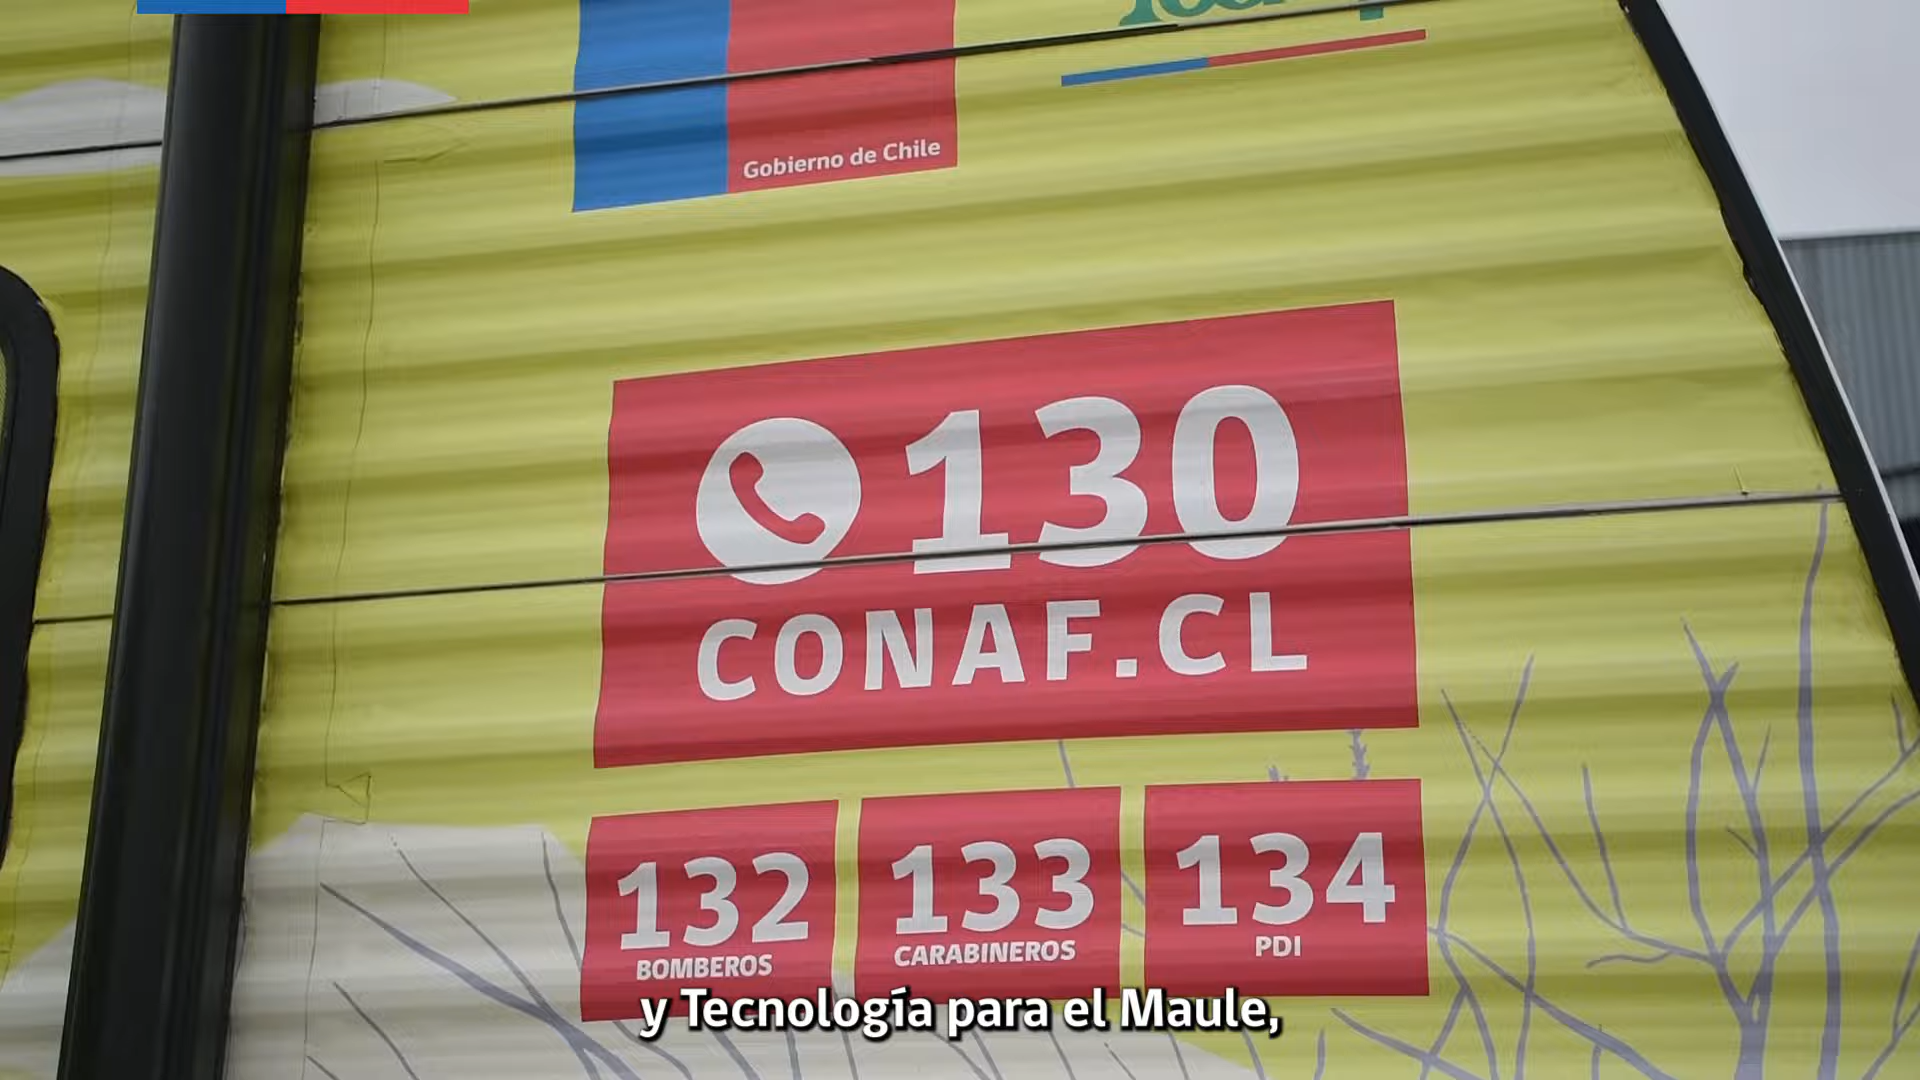 Gobierno de Chile
130
CONAF.CL
132
BOMBEROS
133
CARABINEROS
134
PDI
y Tecnología para el Maule,